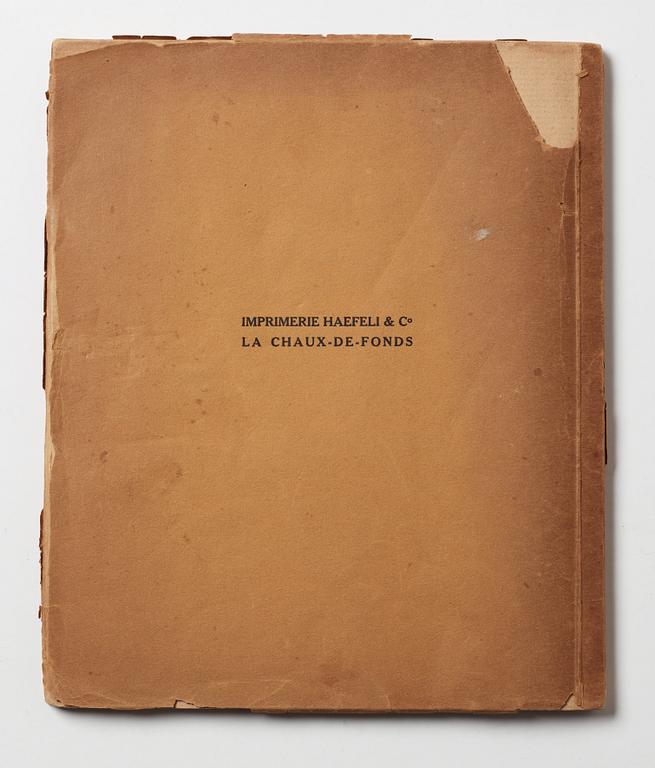 IMPRIMERIE HAEFELI & Cº
LA CHAUX-DE-FONDS